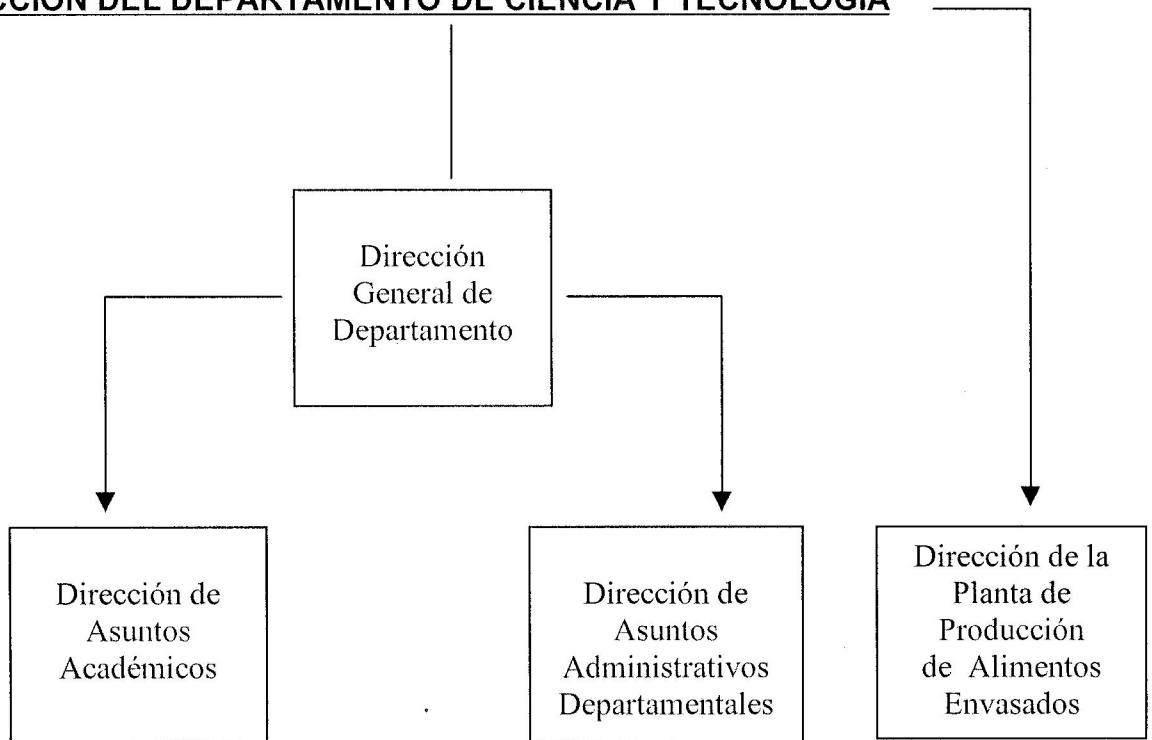 DEL DEPARTAMENTO DE CIENCIA Y TECNOLOGÍA
Dirección
General de
Departamento
Dirección de
Asuntos
Académicos
Dirección de
Asuntos
Administrativos
Departamentales
Dirección de la
Planta de
Producción
de Alimentos
Envasados